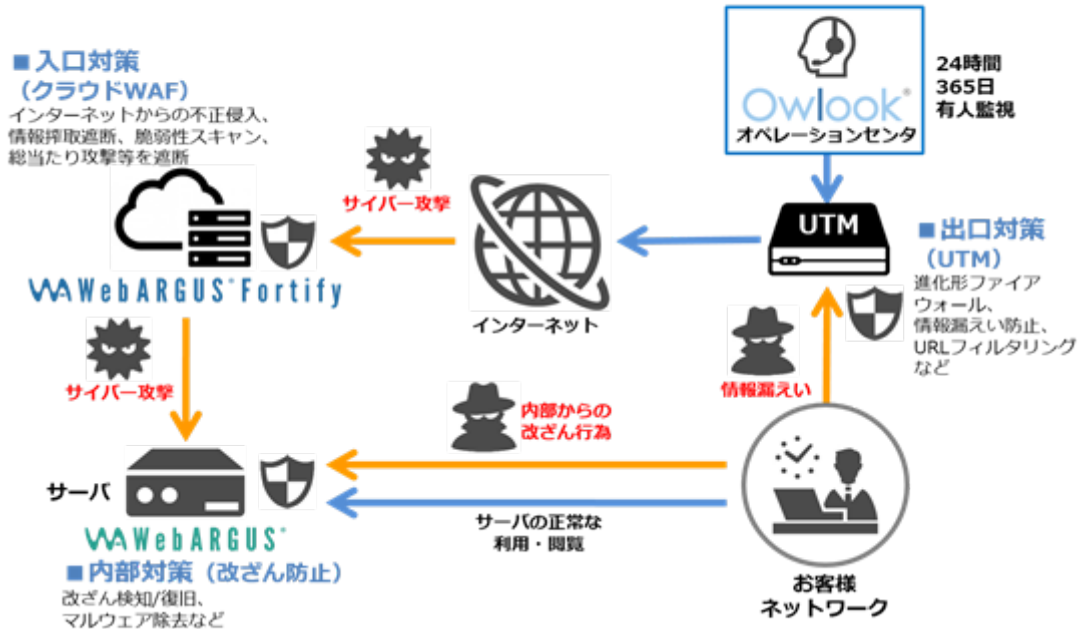 ■入口対策
（クラウドWAF）
インターネットからの不正侵入、
情報搾取遮断、脆弱性スキャン、
総当たり攻撃等を遮断
Owlook®
オペレーションセンタ
24時間
365日
有人監視
サイバー攻撃
WA WebARGUS® Fortify
インターネット
UTM
■出口対策
（UTM）
進化形ファイア
ウォール、
情報漏えい防止、
URLフィルタリング
など
サイバー攻撃
情報漏えい
内部からの
改ざん行為
サーバ
WA WebARGUS®
サーバの正常な
利用・閲覧
■内部対策（改ざん防止）
改ざん検知/復旧、
マルウェア除去など
お客様
ネットワーク